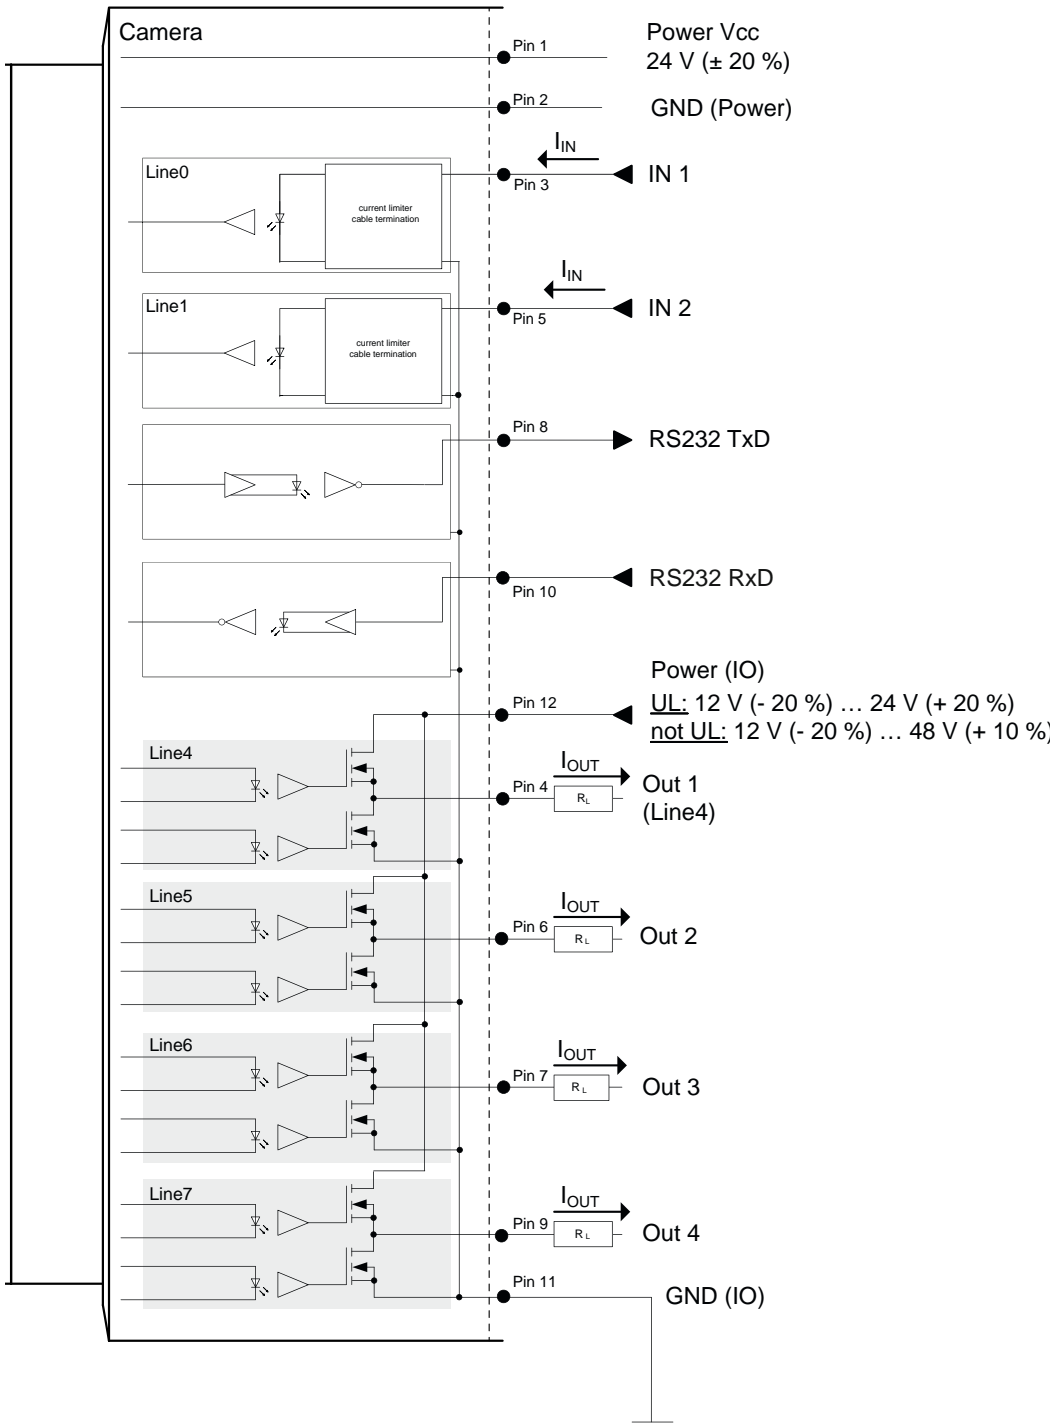 Camera
Pin 1
Power Vcc
24 V (± 20 %)
Pin 2
GND (Power)
Line0
current limiter
cable termination
Pin 3
I_IN
IN 1
Line1
current limiter
cable termination
Pin 5
I_IN
IN 2
Pin 8
RS232 TxD
Pin 10
RS232 RxD
Power (IO)
Pin 12
UL: 12 V (- 20 %) … 24 V (+ 20 %)
not UL: 12 V (- 20 %) … 48 V (+ 10 %)
Line4
Pin 4
I_OUT
R_L
Out 1
(Line4)
Line5
Pin 6
I_OUT
R_L
Out 2
Line6
Pin 7
I_OUT
R_L
Out 3
Line7
Pin 9
I_OUT
R_L
Out 4
Pin 11
GND (IO)